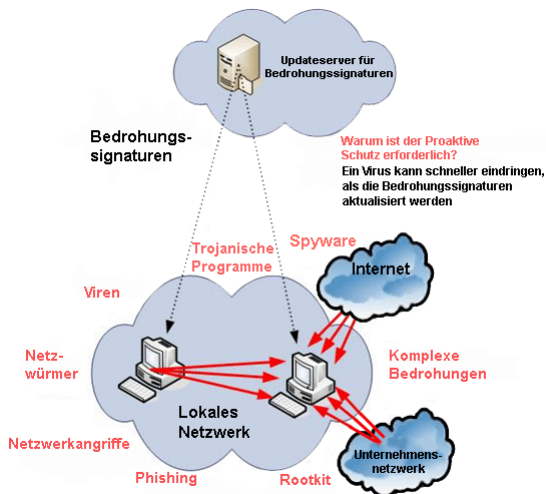 Updateserver für
Bedrohungssignaturen
Bedrohungs-
signaturen
Warum ist der Proaktive
Schutz erforderlich?
Ein Virus kann schneller eindringen,
als die Bedrohungssignaturen
aktualisiert werden
Trojanische
Programme
Spyware
Internet
Viren
Netz-
würmer
Komplexe
Bedrohungen
Lokales
Netzwerk
Netzwerkangriffe
Phishing
Rootkit
Unternehmens-
netzwerk